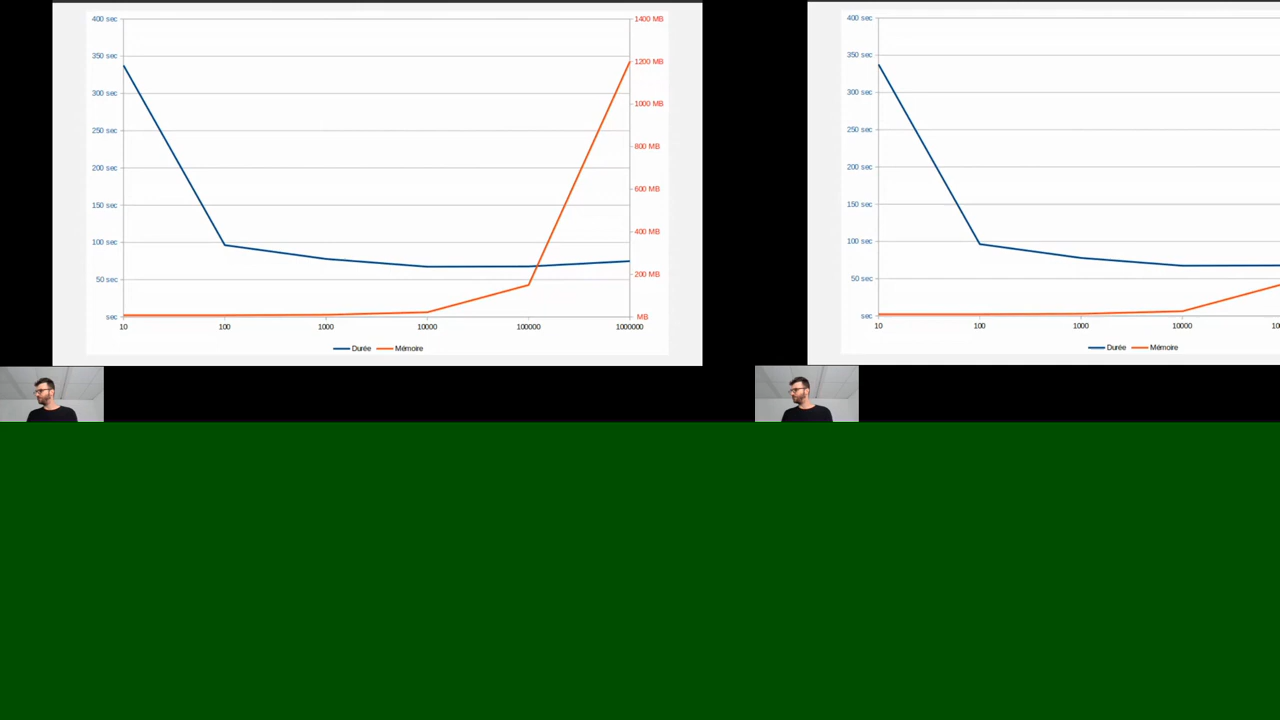 400 sec 1400 MB
350 sec 1200 MB
300 sec 1000 MB
250 sec 800 MB
200 sec 600 MB
150 sec 400 MB
100 sec 200 MB
50 sec
sec MB
10 100 1000 10000 100000 1000000
Durée Mémoire
400 sec
350 sec
300 sec
250 sec
200 sec
150 sec
100 sec
50 sec
sec
10 100 1000 10000
Durée Mémoire